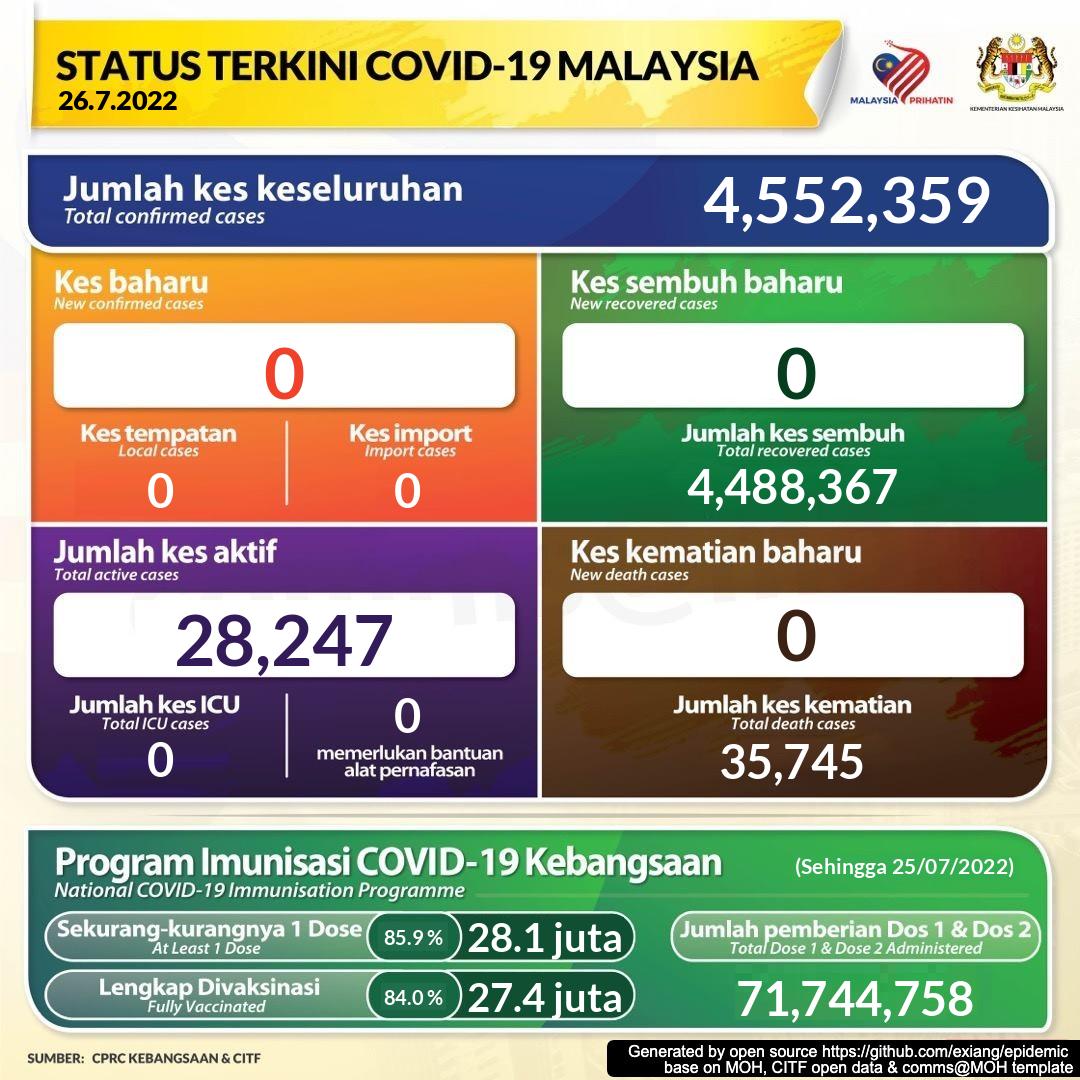 STATUS TERKINI COVID-19 MALAYSIA
26.7.2022
MALAYSIA PRIHATIN
KEMENTERIAN KESIHATAN MALAYSIA
Jumlah kes keseluruhan
Total confirmed cases
4,552,359
Kes baharu
New confirmed cases
0
Kes tempatan
Local cases
0
Kes import
Import cases
0
Kes sembuh baharu
New recovered cases
0
Jumlah kes sembuh
Total recovered cases
4,488,367
Jumlah kes aktif
Total active cases
28,247
Jumlah kes ICU
Total ICU cases
0
0
memerlukan bantuan
alat pernafasan
Kes kematian baharu
New death cases
0
Jumlah kes kematian
Total death cases
35,745
Program Imunisasi COVID-19 Kebangsaan
National COVID-19 Immunisation Programme
(Sehingga 25/07/2022)
Sekurang-kurangnya 1 Dose
At Least 1 Dose
85.9 %
28.1 juta
Lengkap Divaksinasi
Fully Vaccinated
84.0 %
27.4 juta
Jumlah pemberian Dos 1 & Dos 2
Total Dose 1 & Dose 2 Administered
71,744,758
SUMBER: CPRC KEBANGSAAN & CITF
Generated by open source https://github.com/exiang/epidemic
base on MOH, CITF open data & comms@MOH template